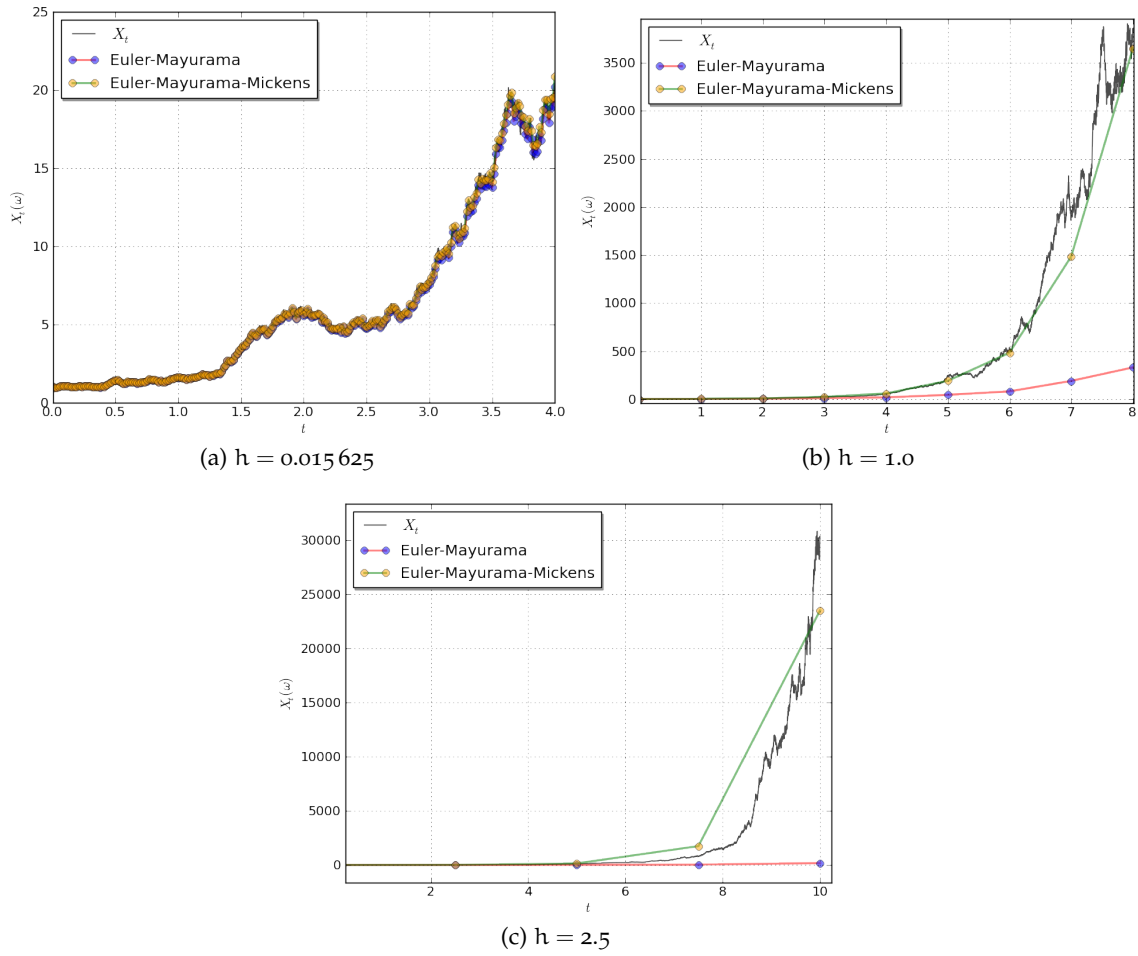 25
20
15
10
5
0
0.0 0.5 1.0 1.5 2.0 2.5 3.0 3.5 4.0
t
X_t(ω)
X_t
Euler-Mayurama
Euler-Mayurama-Mickens
(a) h = 0.015625
3500
3000
2500
2000
1500
1000
500
0
1 2 3 4 5 6 7 8
t
X_t(ω)
X_t
Euler-Mayurama
Euler-Mayurama-Mickens
(b) h = 1.0
30000
25000
20000
15000
10000
5000
0
2 4 6 8 10
t
X_t(ω)
X_t
Euler-Mayurama
Euler-Mayurama-Mickens
(c) h = 2.5